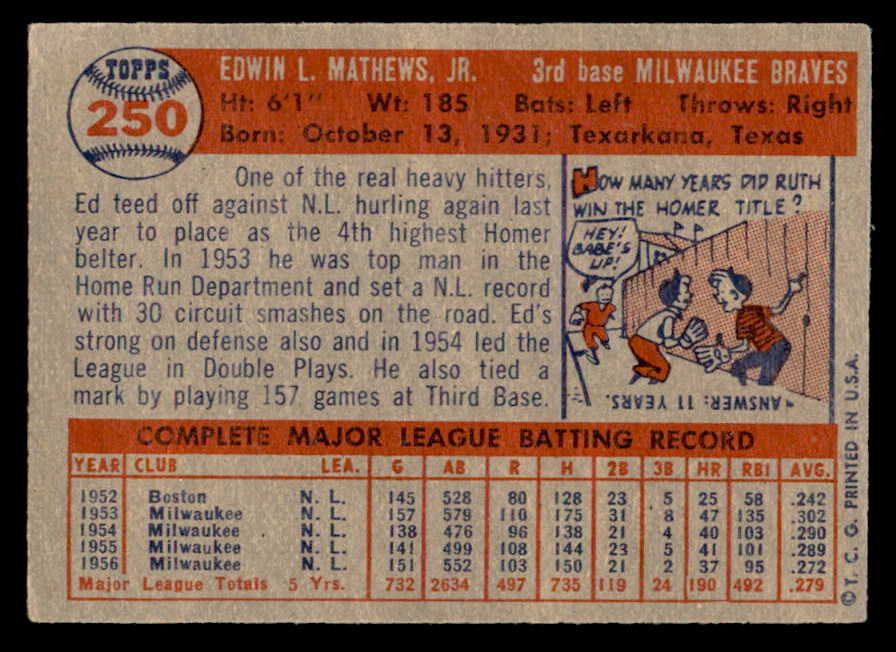 TOPPS
250
EDWIN L. MATHEWS, JR. 3rd base MILWAUKEE BRAVES
Ht: 6'1" Wt: 185 Bats: Left Throws: Right
Born: October 13, 1931; Texarkana, Texas
One of the real heavy hitters,
Ed teed off against N.L. hurling again last
year to place as the 4th highest Homer
belter. In 1953 he was top man in the
Home Run Department and set a N.L. record
with 30 circuit smashes on the road. Ed's
strong on defense also and in 1954 led the
League in Double Plays. He also tied a
mark by playing 157 games at Third Base.
HOW MANY YEARS DID RUTH
WIN THE HOMER TITLE?
HEY!
BABE'S
UP!
ANSWER: 11 YEARS.
COMPLETE MAJOR LEAGUE BATTING RECORD
YEAR CLUB LEA. G AB R H 2B 3B HR RBI AVG.
1952 Boston N. L. 145 528 80 128 23 5 25 58 .242
1953 Milwaukee N. L. 157 579 110 175 31 8 47 135 .302
1954 Milwaukee N. L. 138 476 96 138 21 4 40 103 .290
1955 Milwaukee N. L. 141 499 108 144 23 5 41 101 .289
1956 Milwaukee N. L. 151 552 103 150 21 2 37 95 .272
Major League Totals 5 Yrs. 732 2634 497 735 119 24 190 492 .279
©T. C. G. PRINTED IN U.S.A.